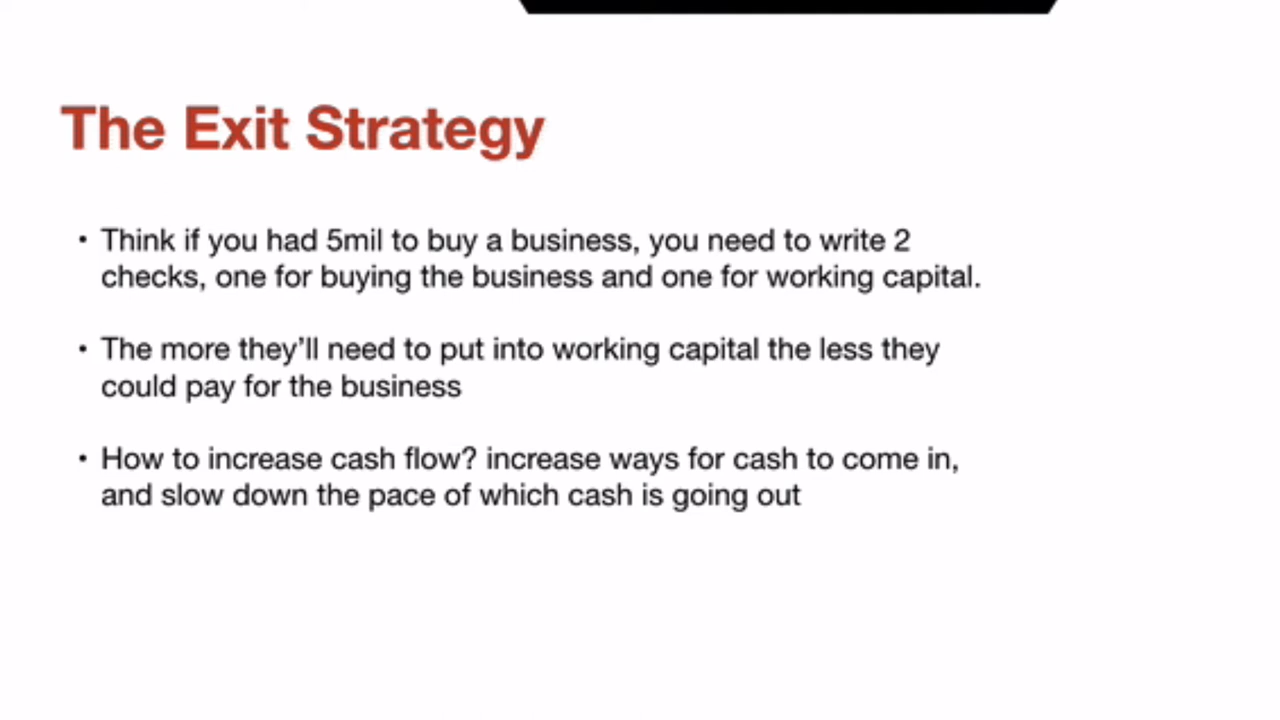 The Exit Strategy
• Think if you had 5mil to buy a business, you need to write 2
checks, one for buying the business and one for working capital.
• The more they’ll need to put into working capital the less they
could pay for the business
• How to increase cash flow? increase ways for cash to come in,
and slow down the pace of which cash is going out